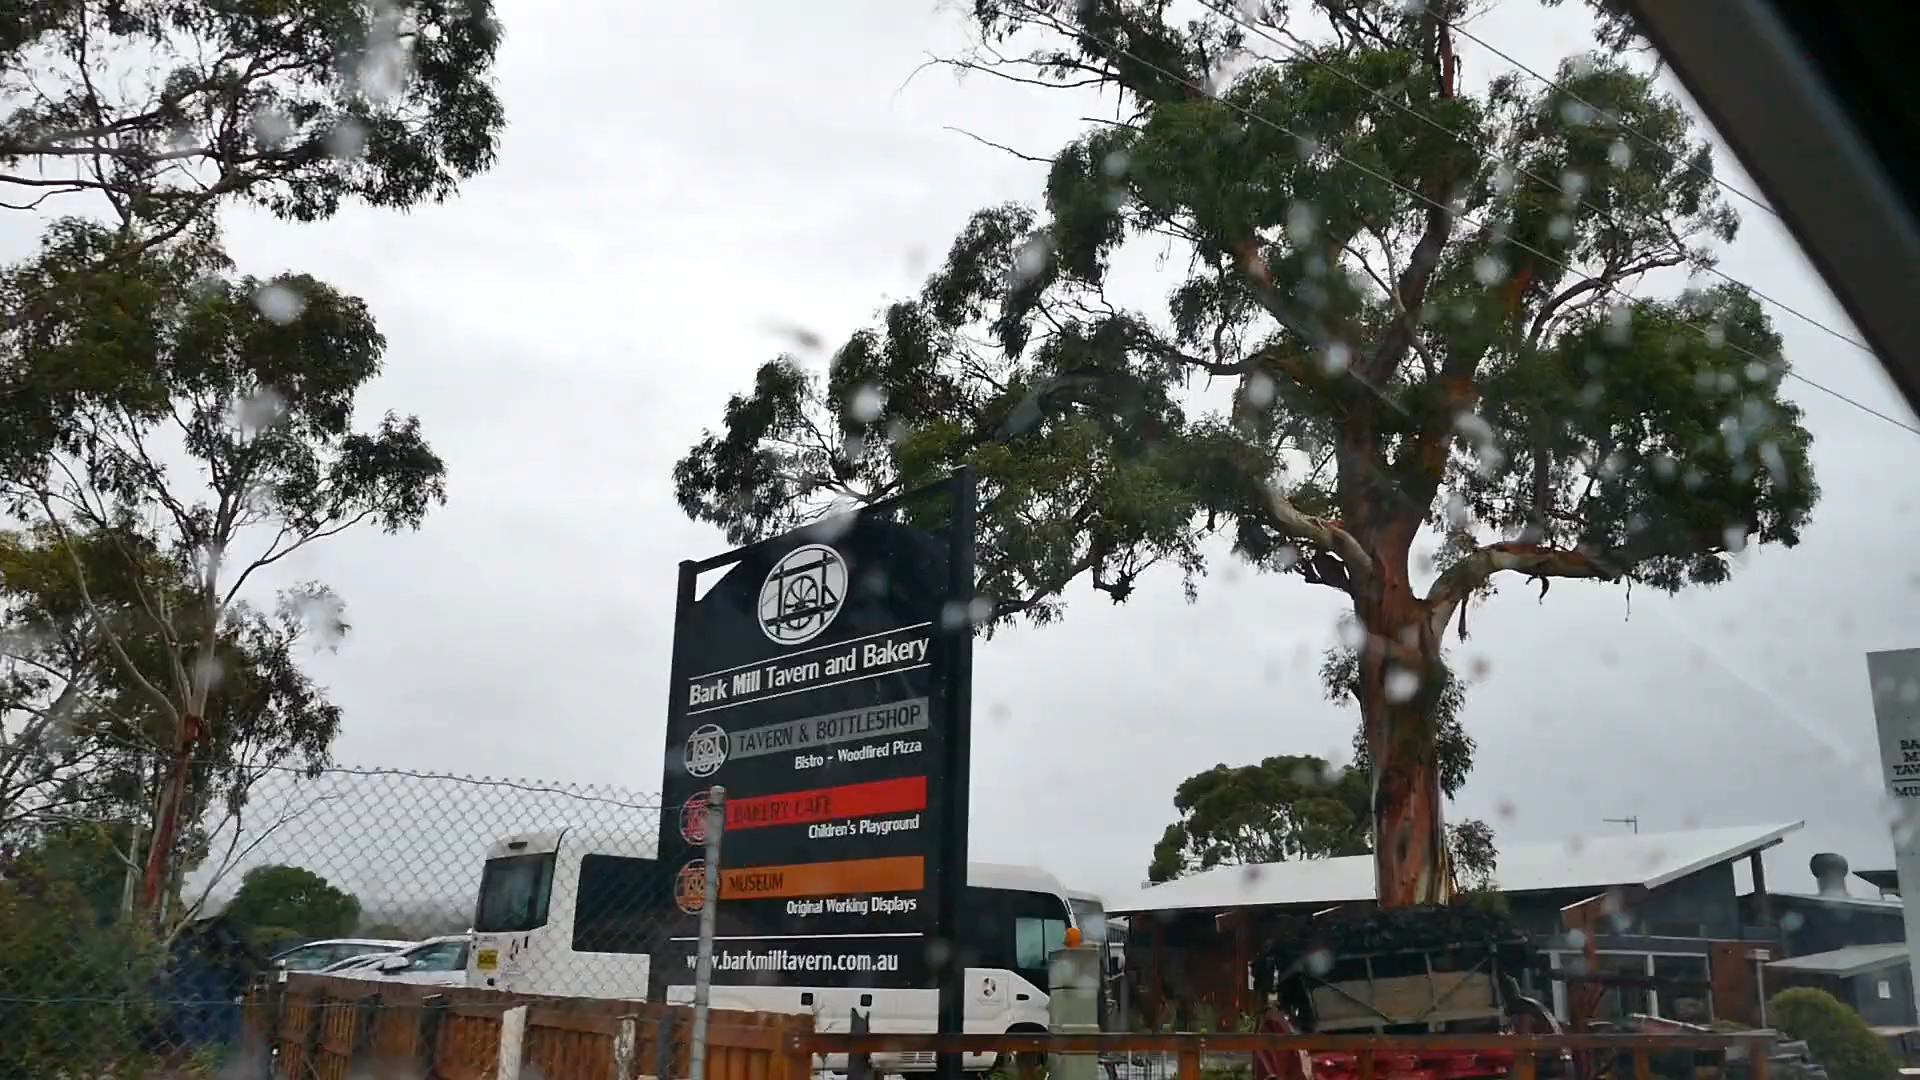 Bark Mill Tavern and Bakery
TAVERN & BOTTLESHOP
Bistro - Woodfired Pizza
BAKERY CAFE
Children's Playground
MUSEUM
Original Working Displays
www.barkmilltavern.com.au